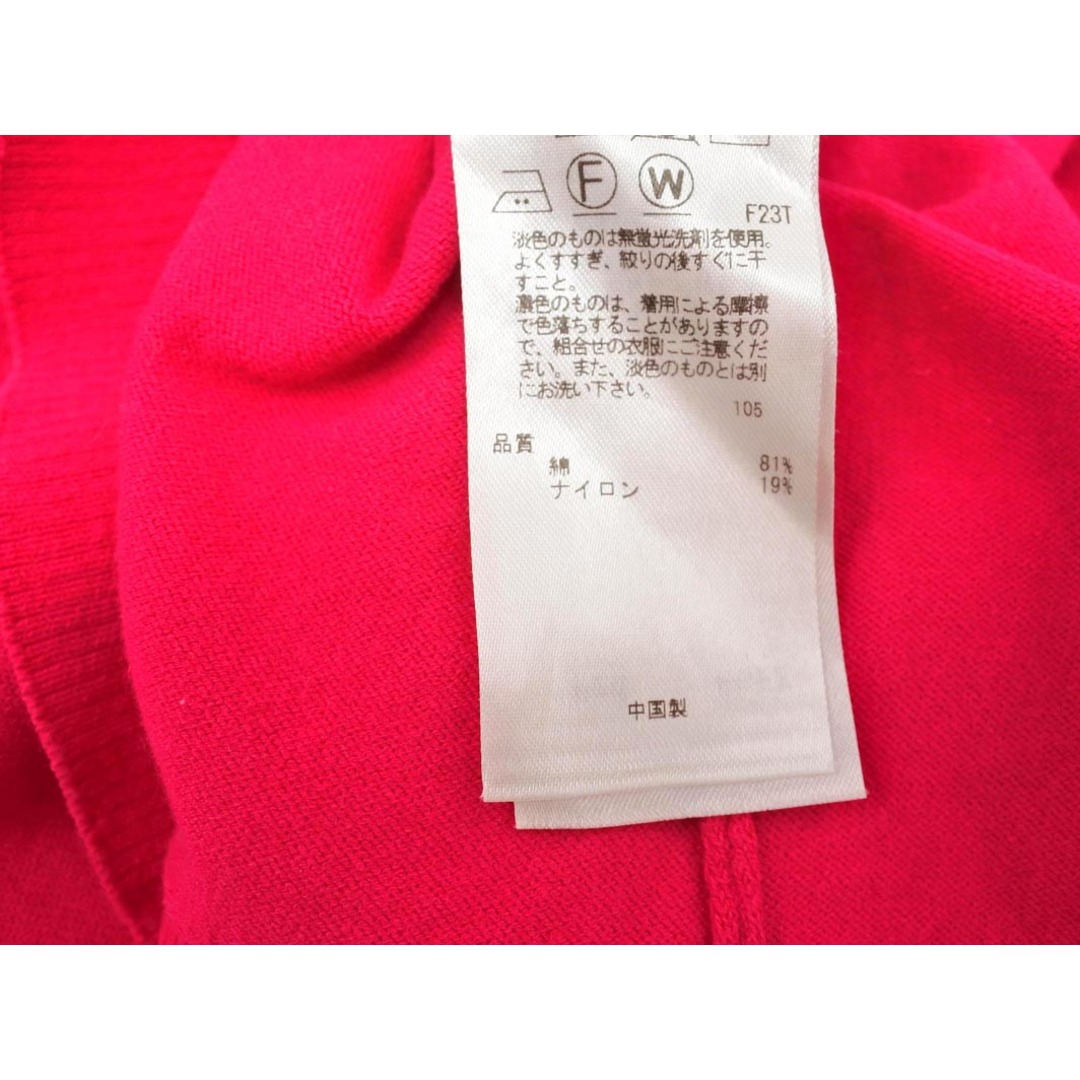 F W
F23T
淡色のものは無蛍光洗剤を使用。
よくすすぎ、絞りの後すぐに干
すこと。
濃色のものは、着用による摩擦
で色落ちすることがありますの
で、組合せの衣服にご注意くだ
さい。また、淡色のものとは別
にお洗い下さい。
105
品質
綿 81%
ナイロン 19%
中国製